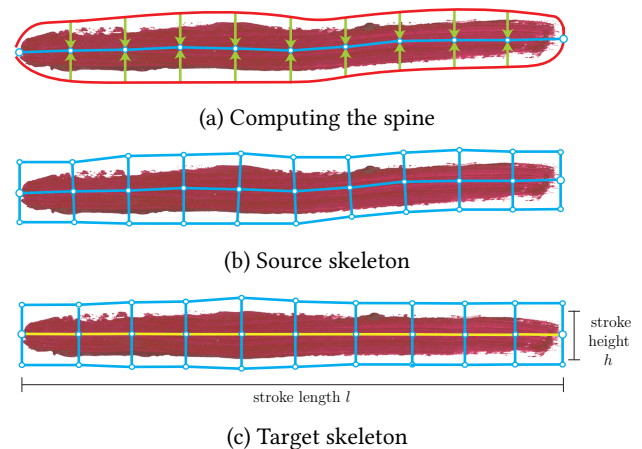 (a) Computing the spine
(b) Source skeleton
stroke
height
h
stroke length l
(c) Target skeleton